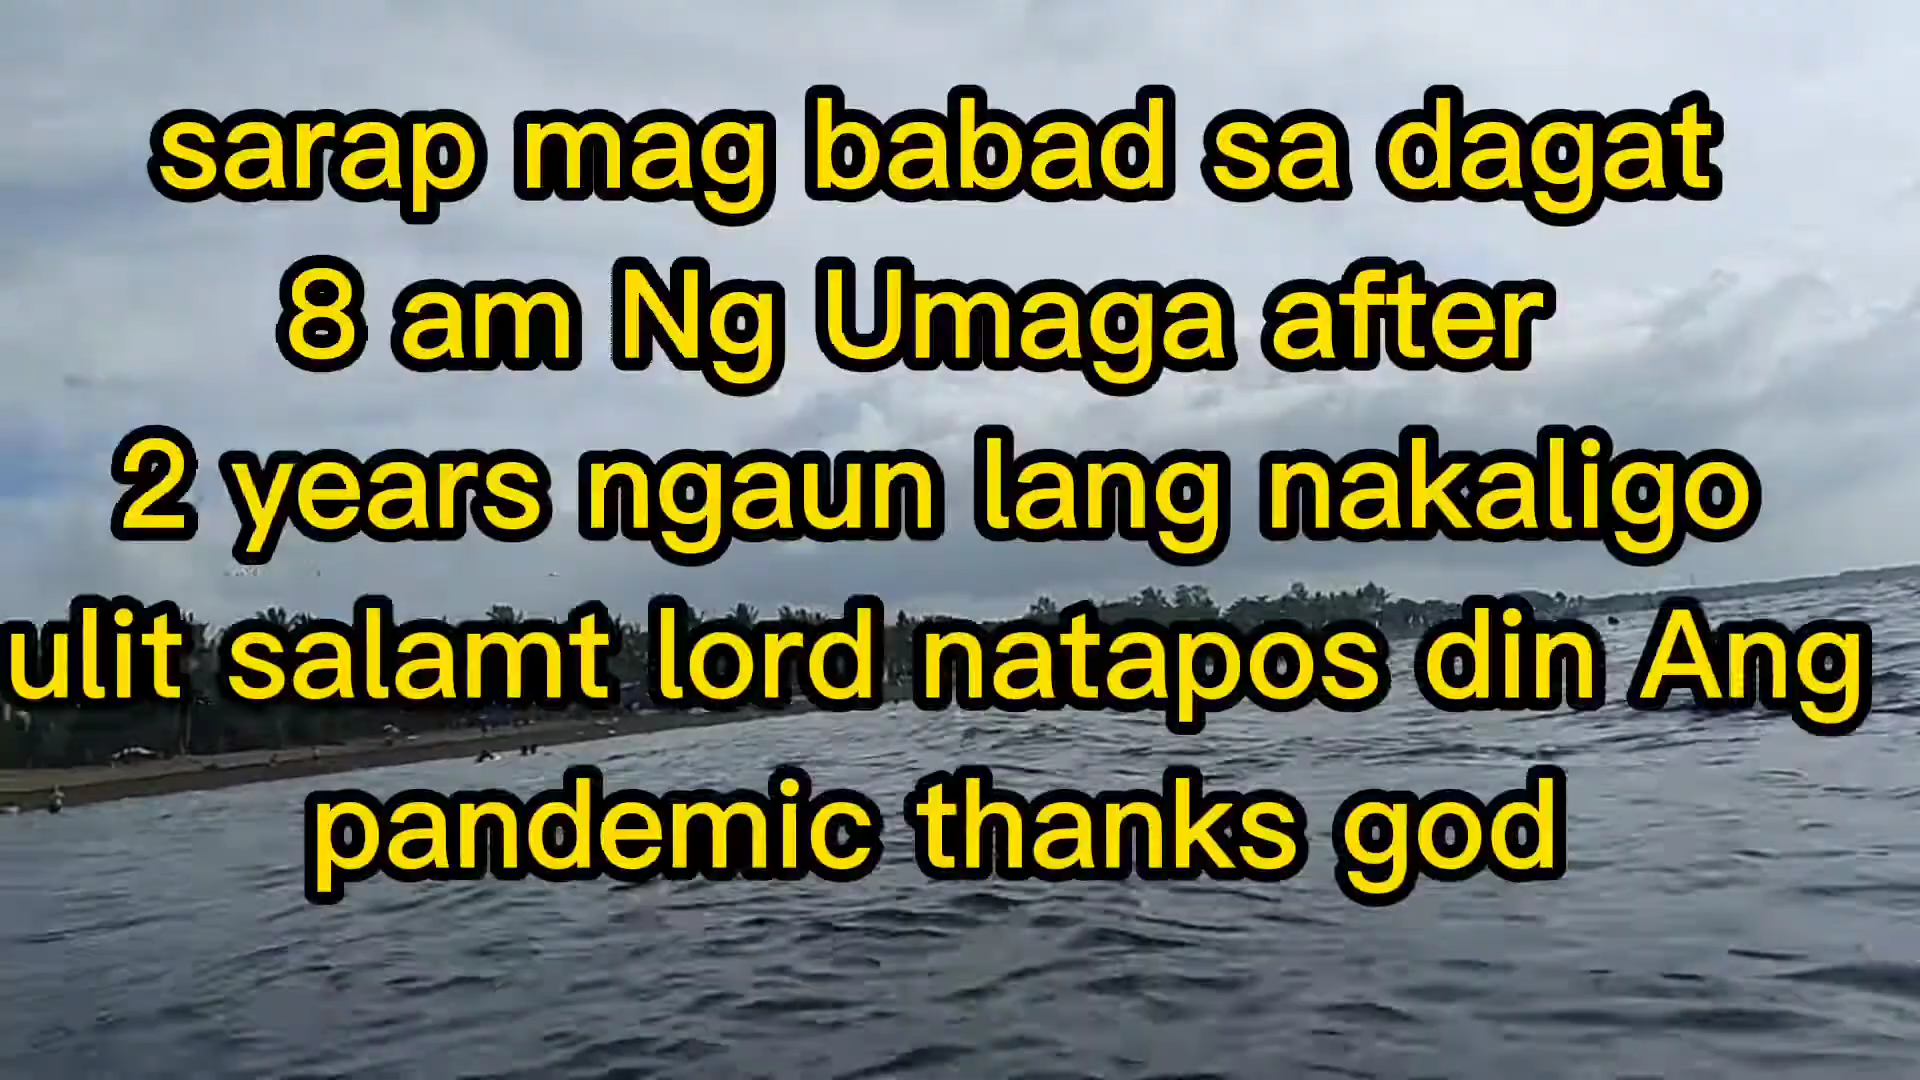 sarap mag babad sa dagat
8 am Ng Umaga after
2 years ngaun lang nakaligo
ulit salamt lord natapos din Ang
pandemic thanks god